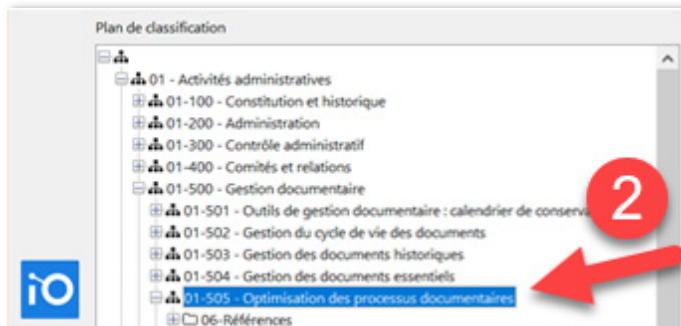 Plan de classification
01 - Activités administratives
01-100 - Constitution et historique
01-200 - Administration
01-300 - Contrôle administratif
01-400 - Comités et relations
01-500 - Gestion documentaire
01-501 - Outils de gestion documentaire : calendrier de
2
01-502 - Gestion du cycle de vie des documents
01-503 - Gestion des documents historiques
01-504 - Gestion des documents essentiels
iO
01-505 - Optimisation des processus documentaires
06-Références